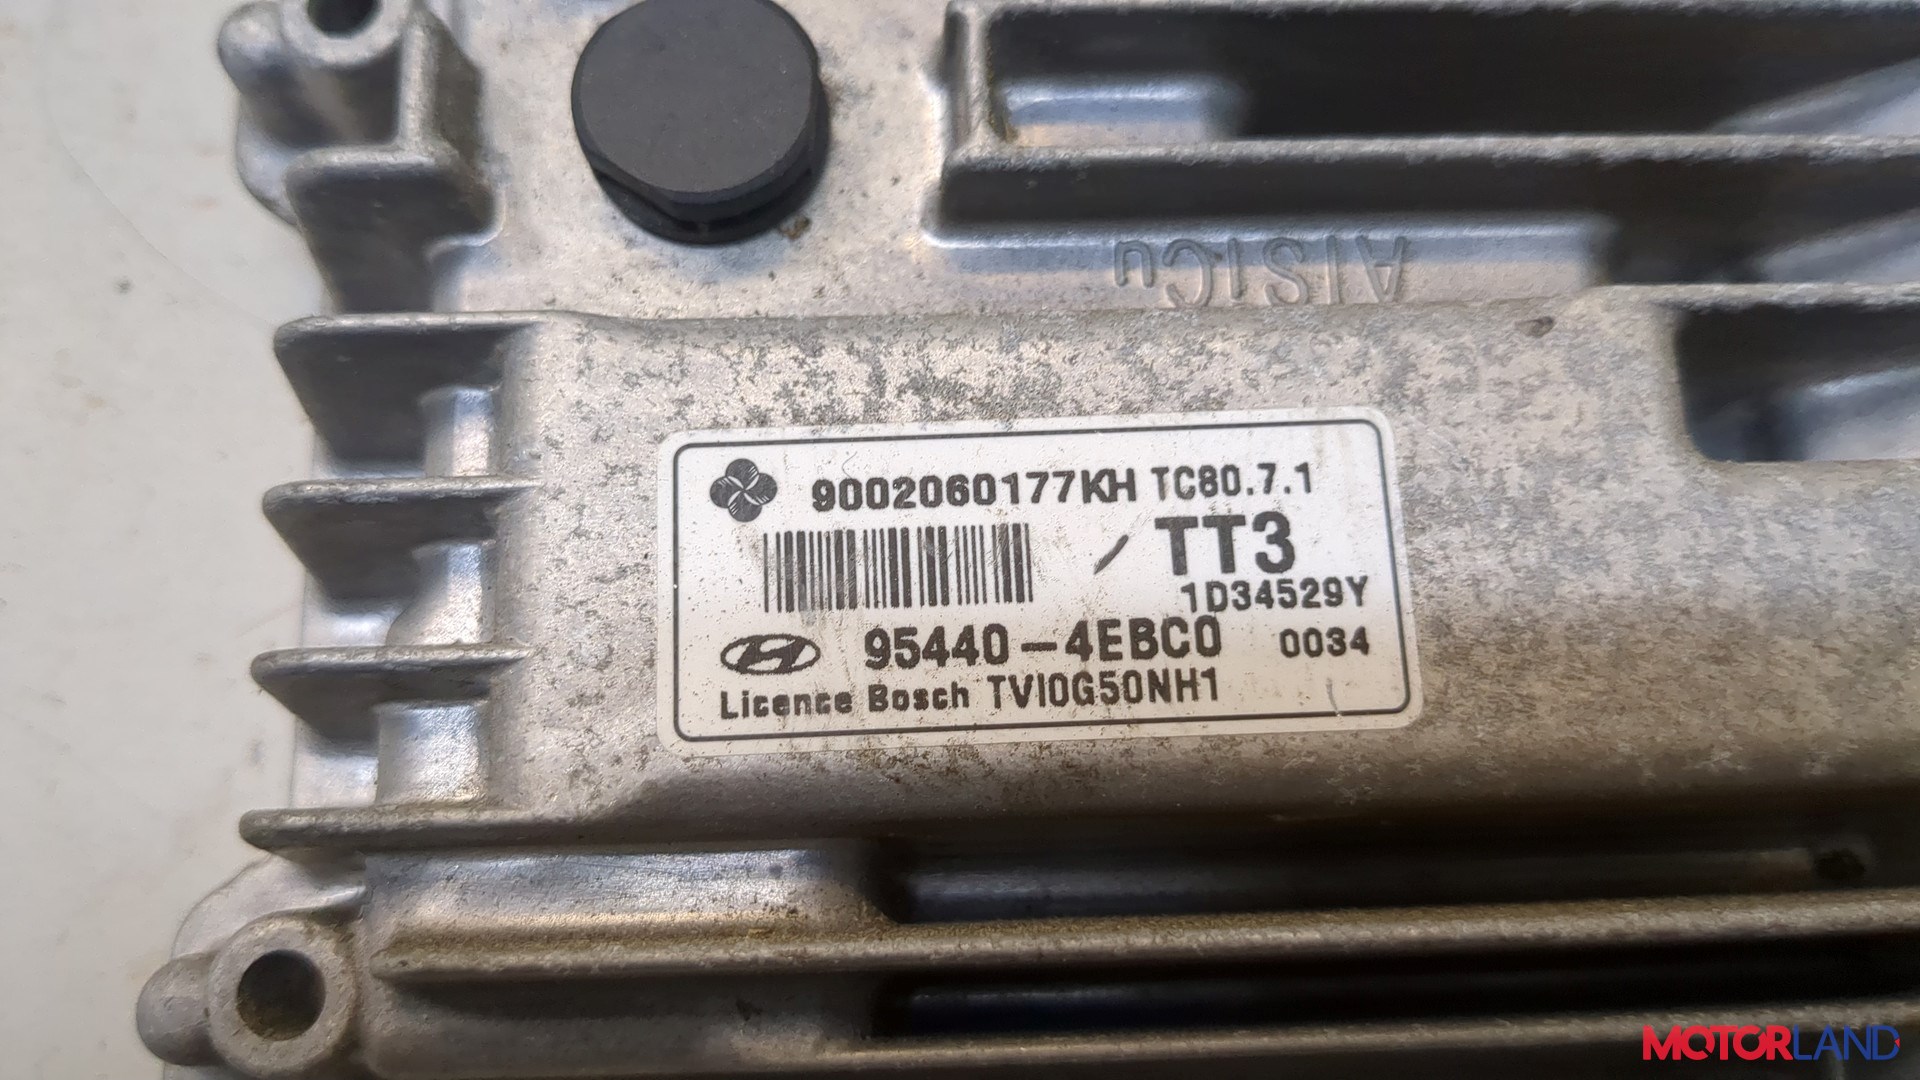 AlSiCu
9002060177KH TC80.7.1
TT3
1D34529Y
95440-4EBC0 0034
Licence Bosch TVI0G50NH1
MOTORLAND